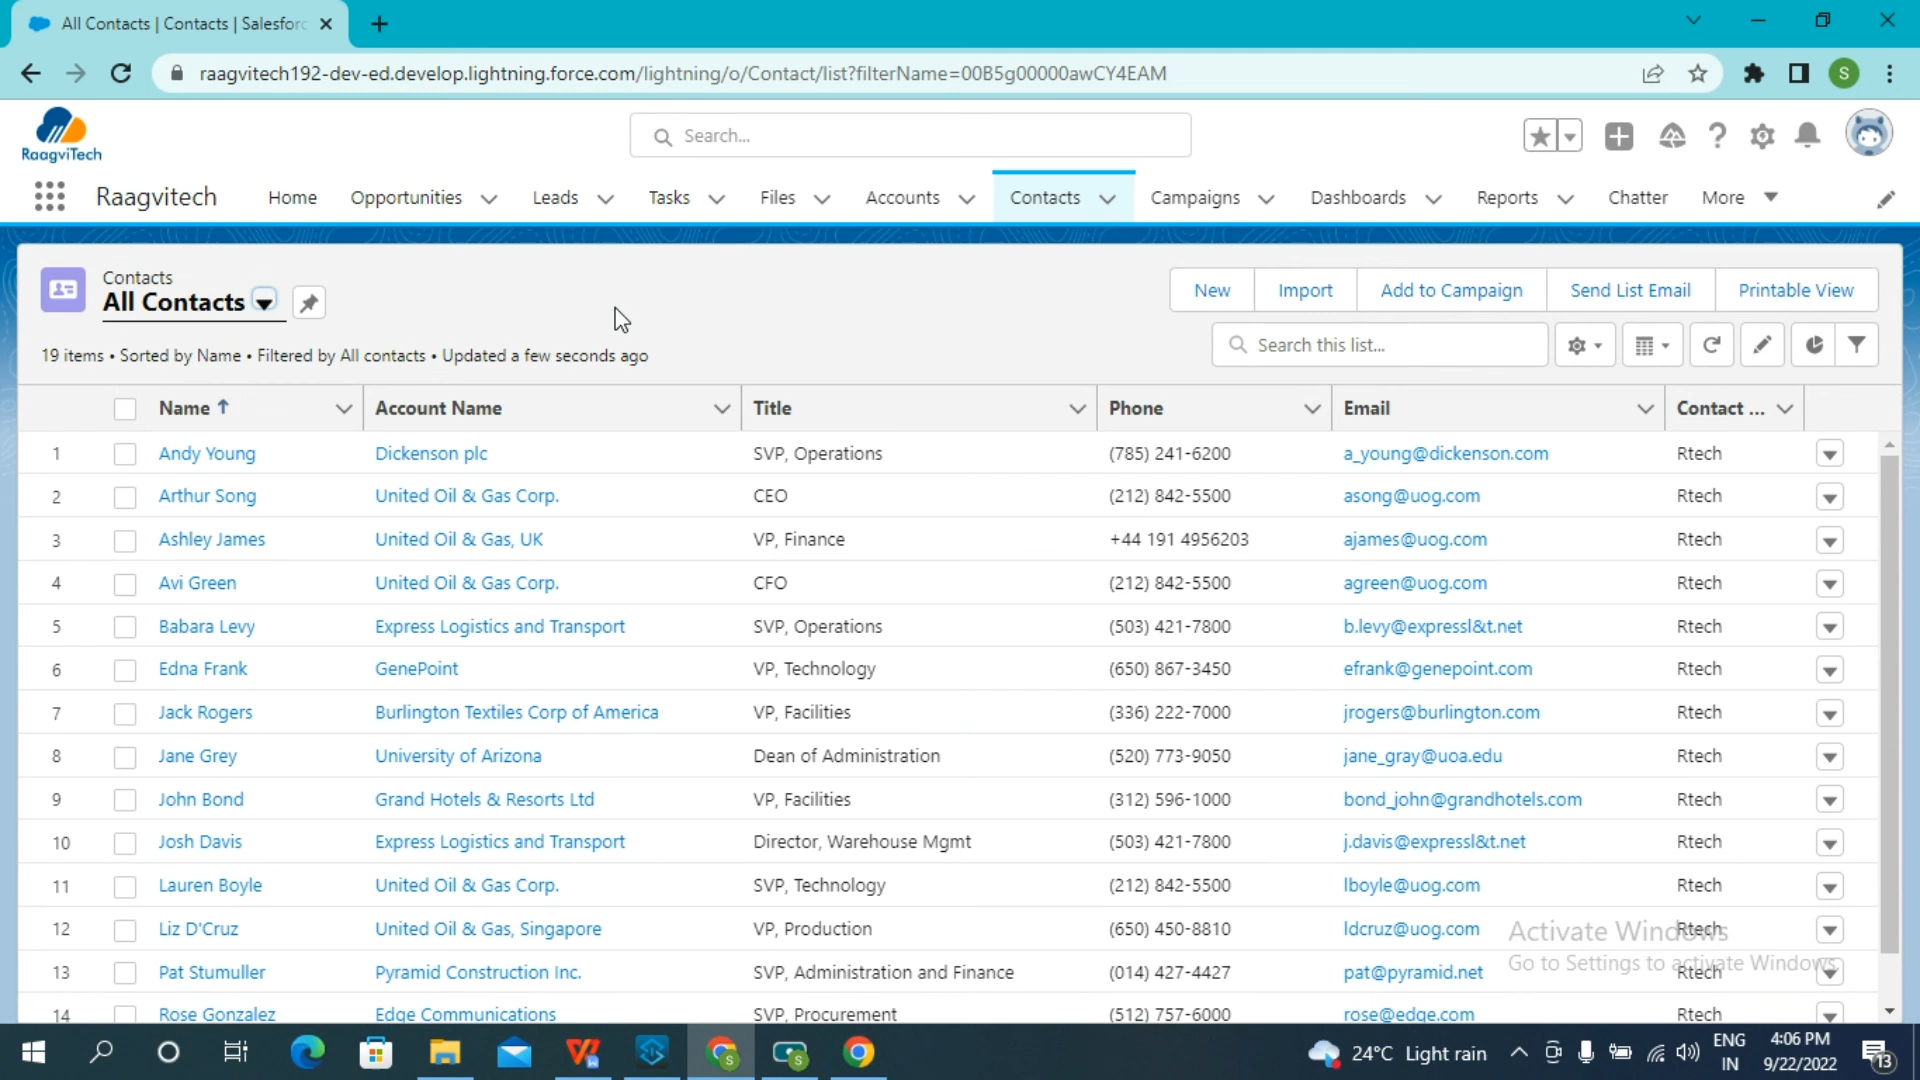 All Contacts | Contacts | Salesforc
raagvitech192-dev-ed.develop.lightning.force.com/lightning/o/Contact/list?filterName=00B5g00000awCY4EAM
S
RaagviTech
Search...
Raagvitech Home Opportunities Leads Tasks Files Accounts Contacts Campaigns Dashboards Reports Chatter More
Contacts
All Contacts
New Import Add to Campaign Send List Email Printable View
19 items • Sorted by Name • Filtered by All contacts • Updated a few seconds ago
Search this list...
Name Account Name Title Phone Email Contact ...
1 Andy Young Dickenson plc SVP, Operations (785) 241-6200 a_young@dickenson.com Rtech
2 Arthur Song United Oil & Gas Corp. CEO (212) 842-5500 asong@uog.com Rtech
3 Ashley James United Oil & Gas, UK VP, Finance +44 191 4956203 ajames@uog.com Rtech
4 Avi Green United Oil & Gas Corp. CFO (212) 842-5500 agreen@uog.com Rtech
5 Babara Levy Express Logistics and Transport SVP, Operations (503) 421-7800 b.levy@expressl&t.net Rtech
6 Edna Frank GenePoint VP, Technology (650) 867-3450 efrank@genepoint.com Rtech
7 Jack Rogers Burlington Textiles Corp of America VP, Facilities (336) 222-7000 jrogers@burlington.com Rtech
8 Jane Grey University of Arizona Dean of Administration (520) 773-9050 jane_gray@uoa.edu Rtech
9 John Bond Grand Hotels & Resorts Ltd VP, Facilities (312) 596-1000 bond_john@grandhotels.com Rtech
10 Josh Davis Express Logistics and Transport Director, Warehouse Mgmt (503) 421-7800 j.davis@expressl&t.net Rtech
11 Lauren Boyle United Oil & Gas Corp. SVP, Technology (212) 842-5500 lboyle@uog.com Rtech
12 Liz D'Cruz United Oil & Gas, Singapore VP, Production (650) 450-8810 ldcruz@uog.com Rtech
Activate Windows
13 Pat Stumuller Pyramid Construction Inc. SVP, Administration and Finance (014) 427-4427 pat@pyramid.net Rtech
Go to Settings to activate Windows.
14 Rose Gonzalez Edge Communications SVP, Procurement (512) 757-6000 rose@edge.com Rtech
24°C Light rain
ENG
IN
4:06 PM
9/22/2022
13